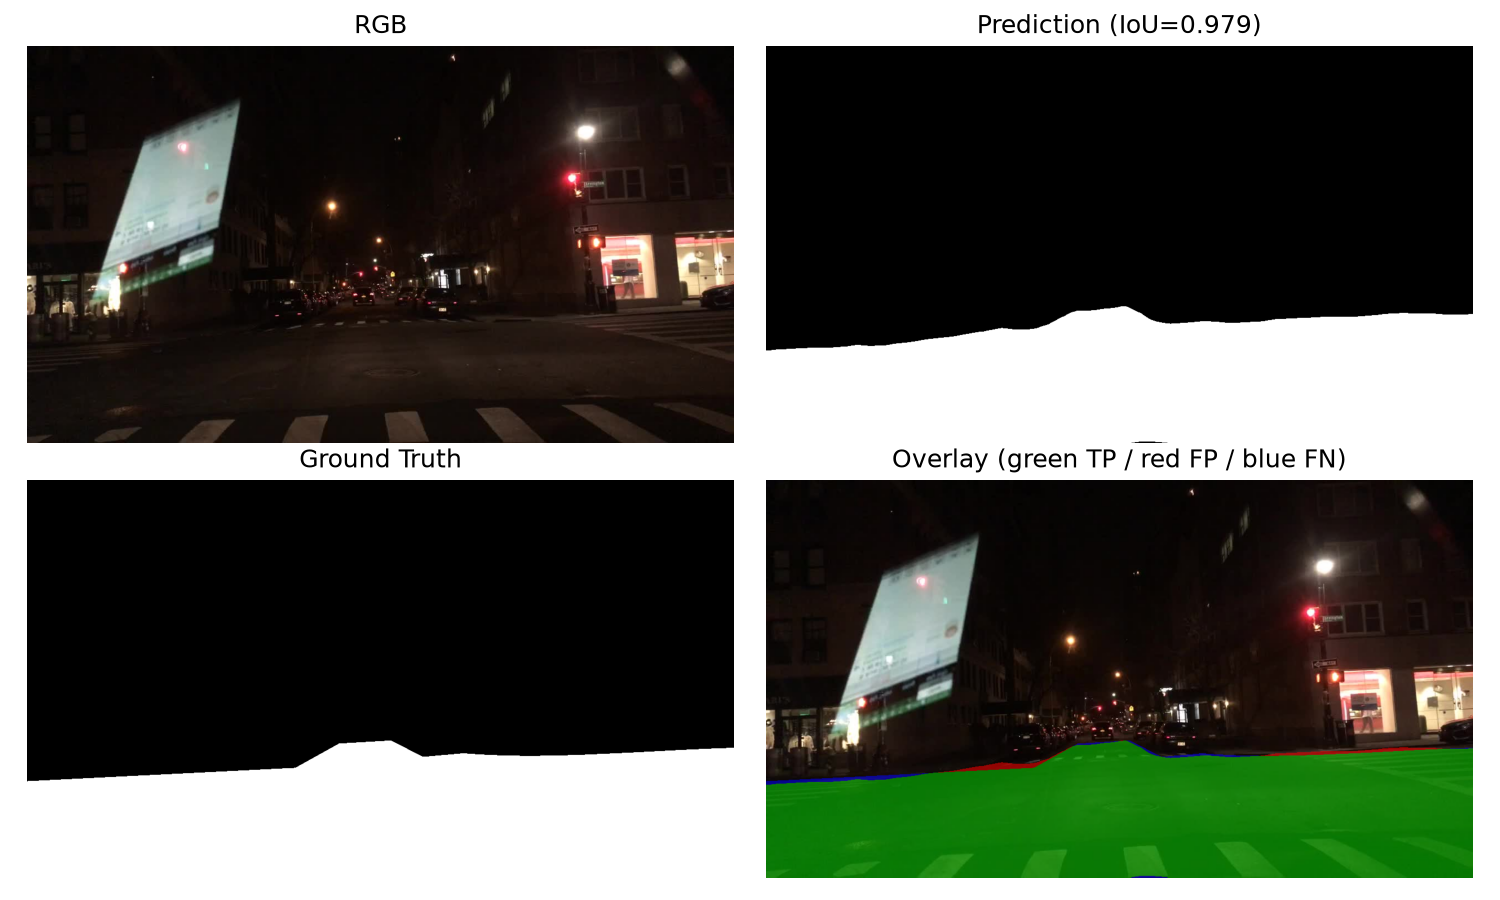 RGB
Prediction (IoU=0.979)
Ground Truth
Overlay (green TP / red FP / blue FN)